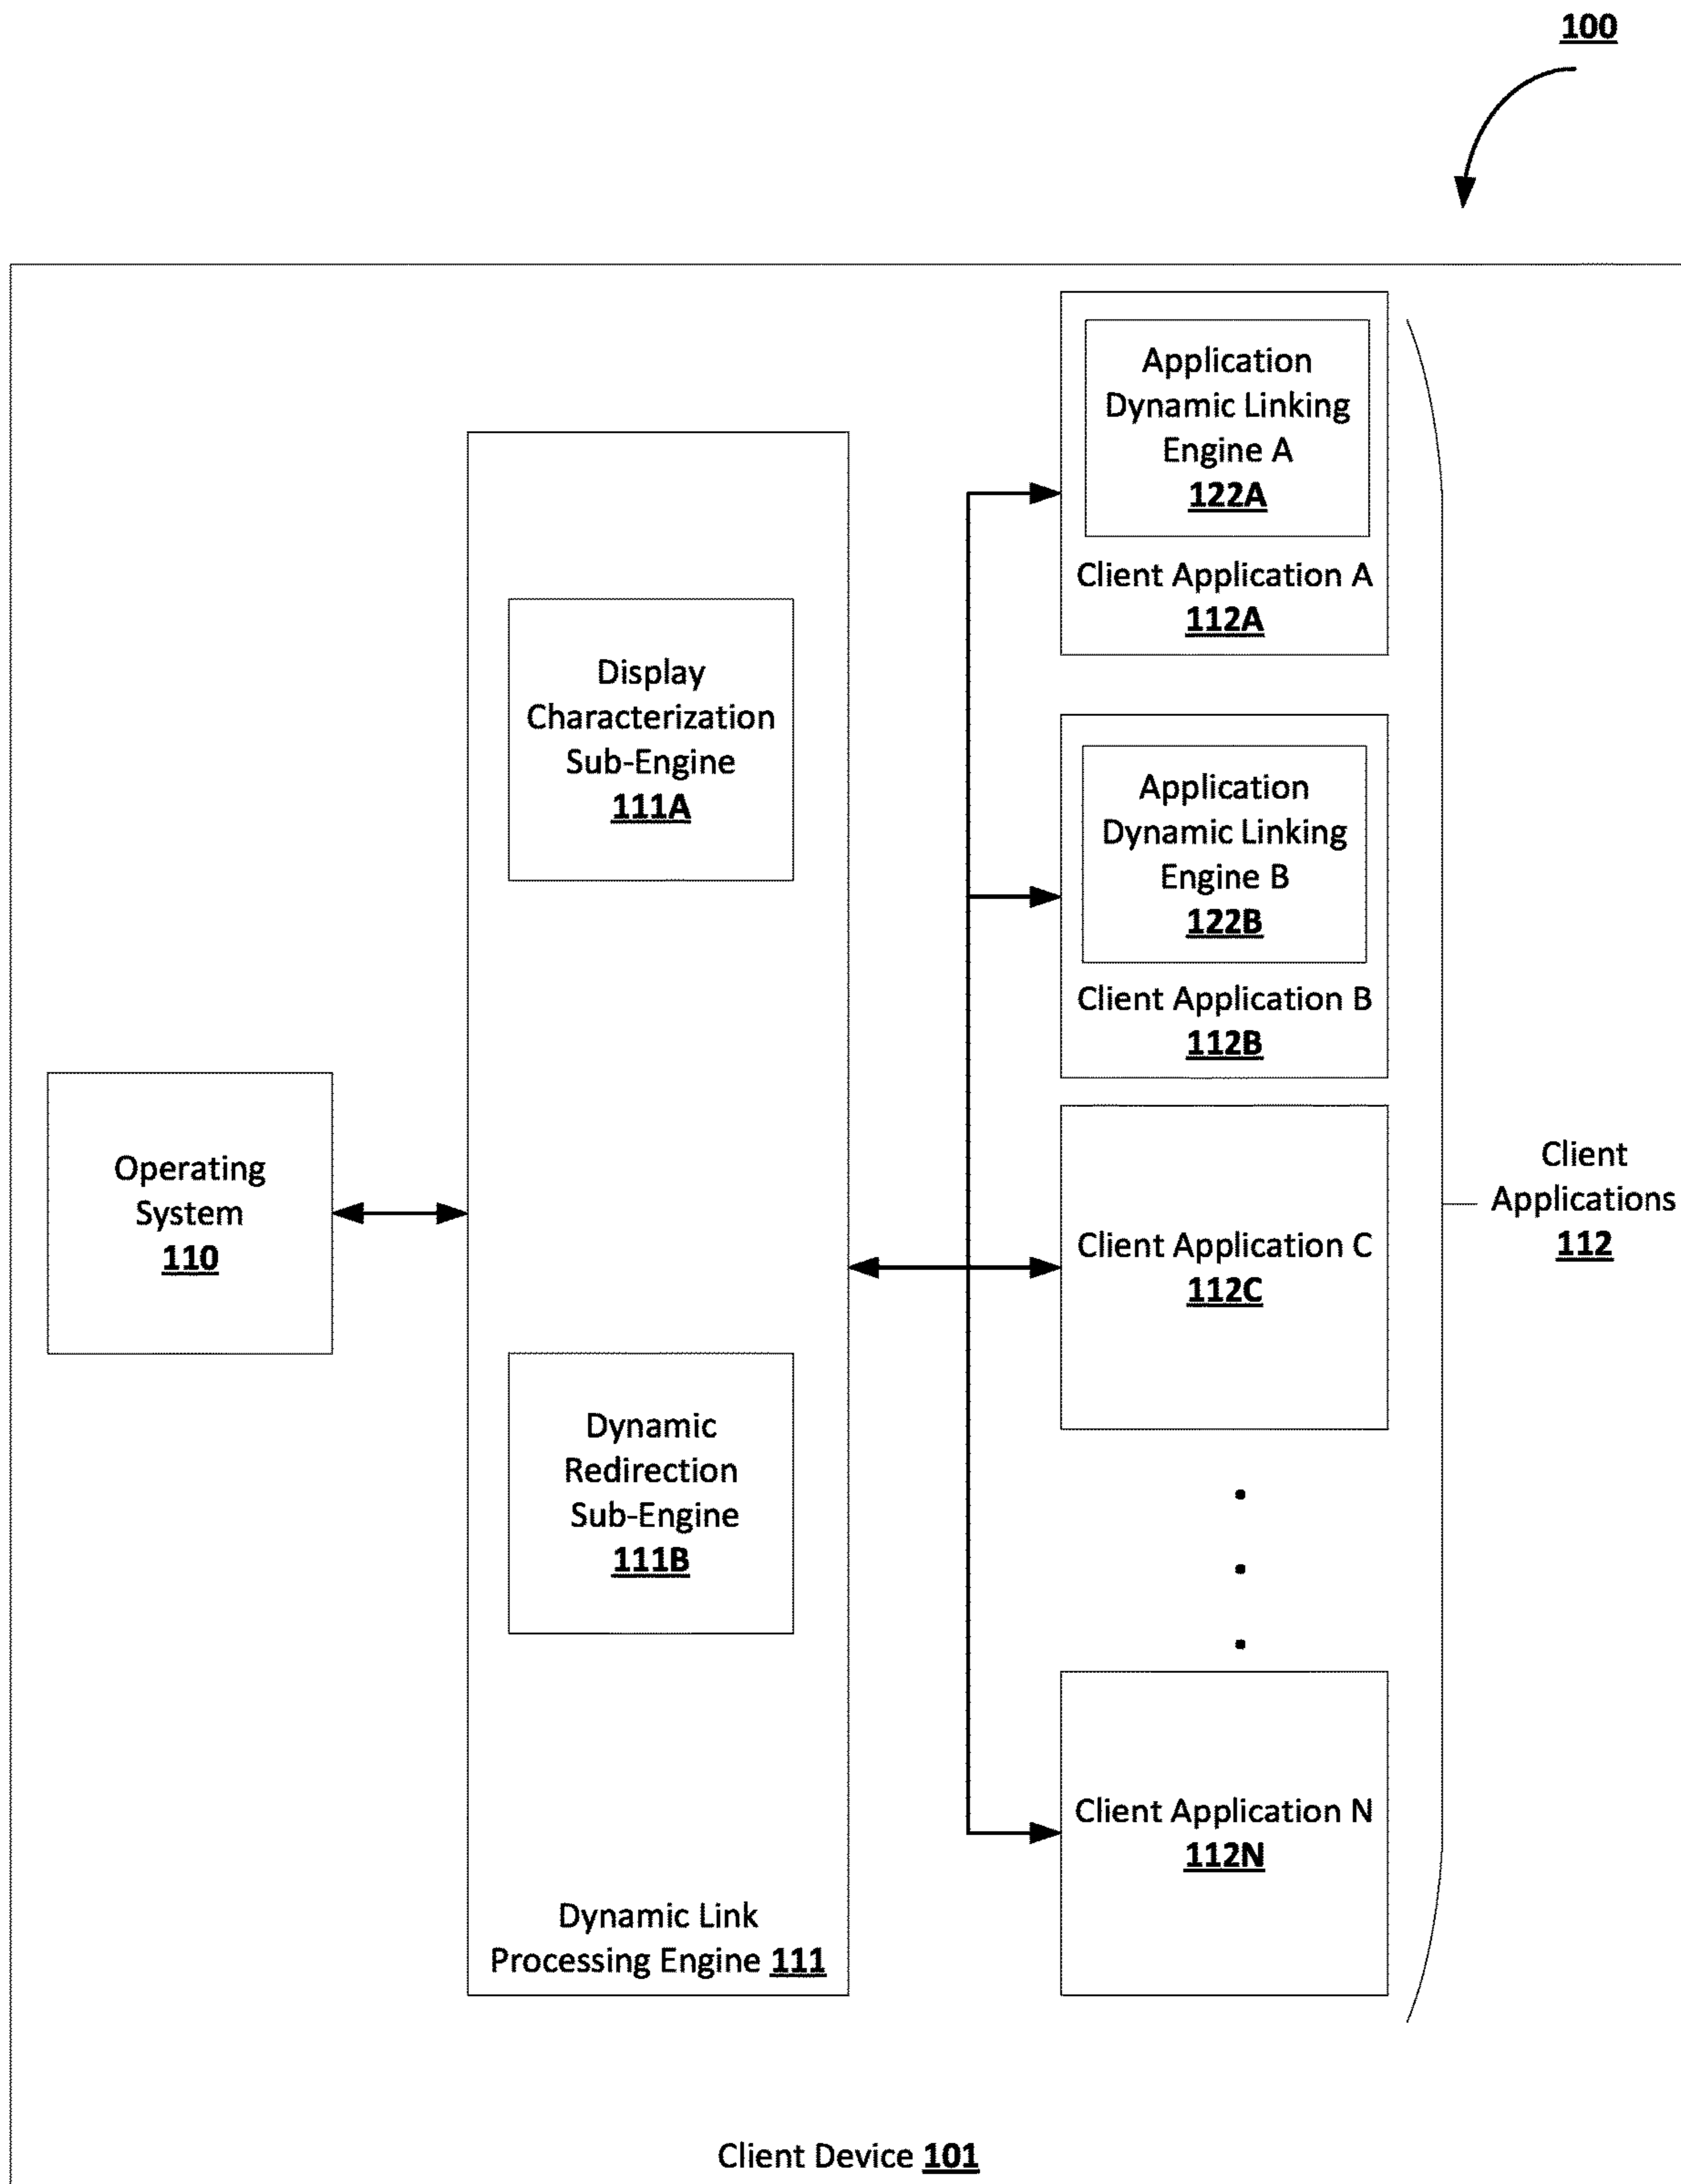 100
Application
Dynamic Linking
Engine A
122A
Client Application A
112A
Display
Characterization
Sub-Engine
111A
Application
Dynamic Linking
Engine B
122B
Client Application B
112B
Operating
System
110
Client Application C
112C
Client
Applications
112
Dynamic
Redirection
Sub-Engine
111B
Client Application N
112N
Dynamic Link
Processing Engine 111
Client Device 101